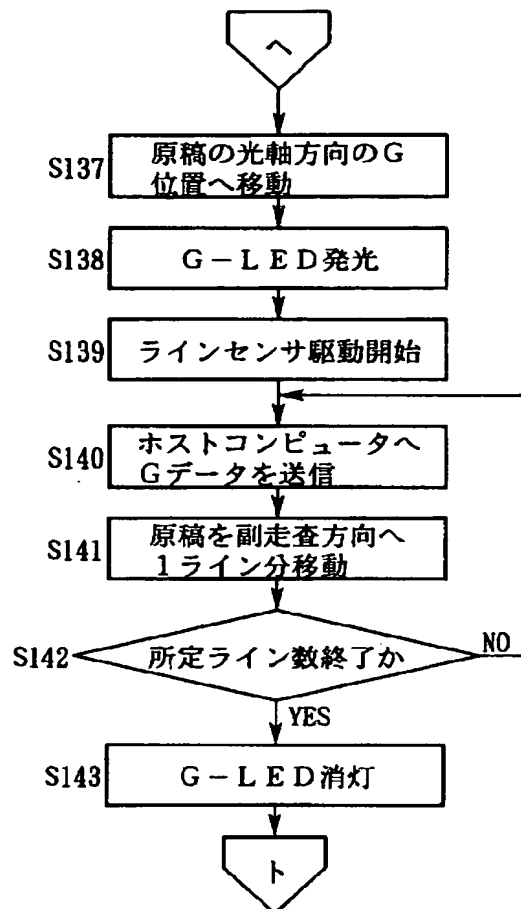 ヘ
S137
原稿の光軸方向のG
位置へ移動
S138
G－LED発光
S139
ラインセンサ駆動開始
S140
ホストコンピュータへ
Gデータを送信
S141
原稿を副走査方向へ
1ライン分移動
S142
所定ライン数終了か
NO
YES
S143
G－LED消灯
ト